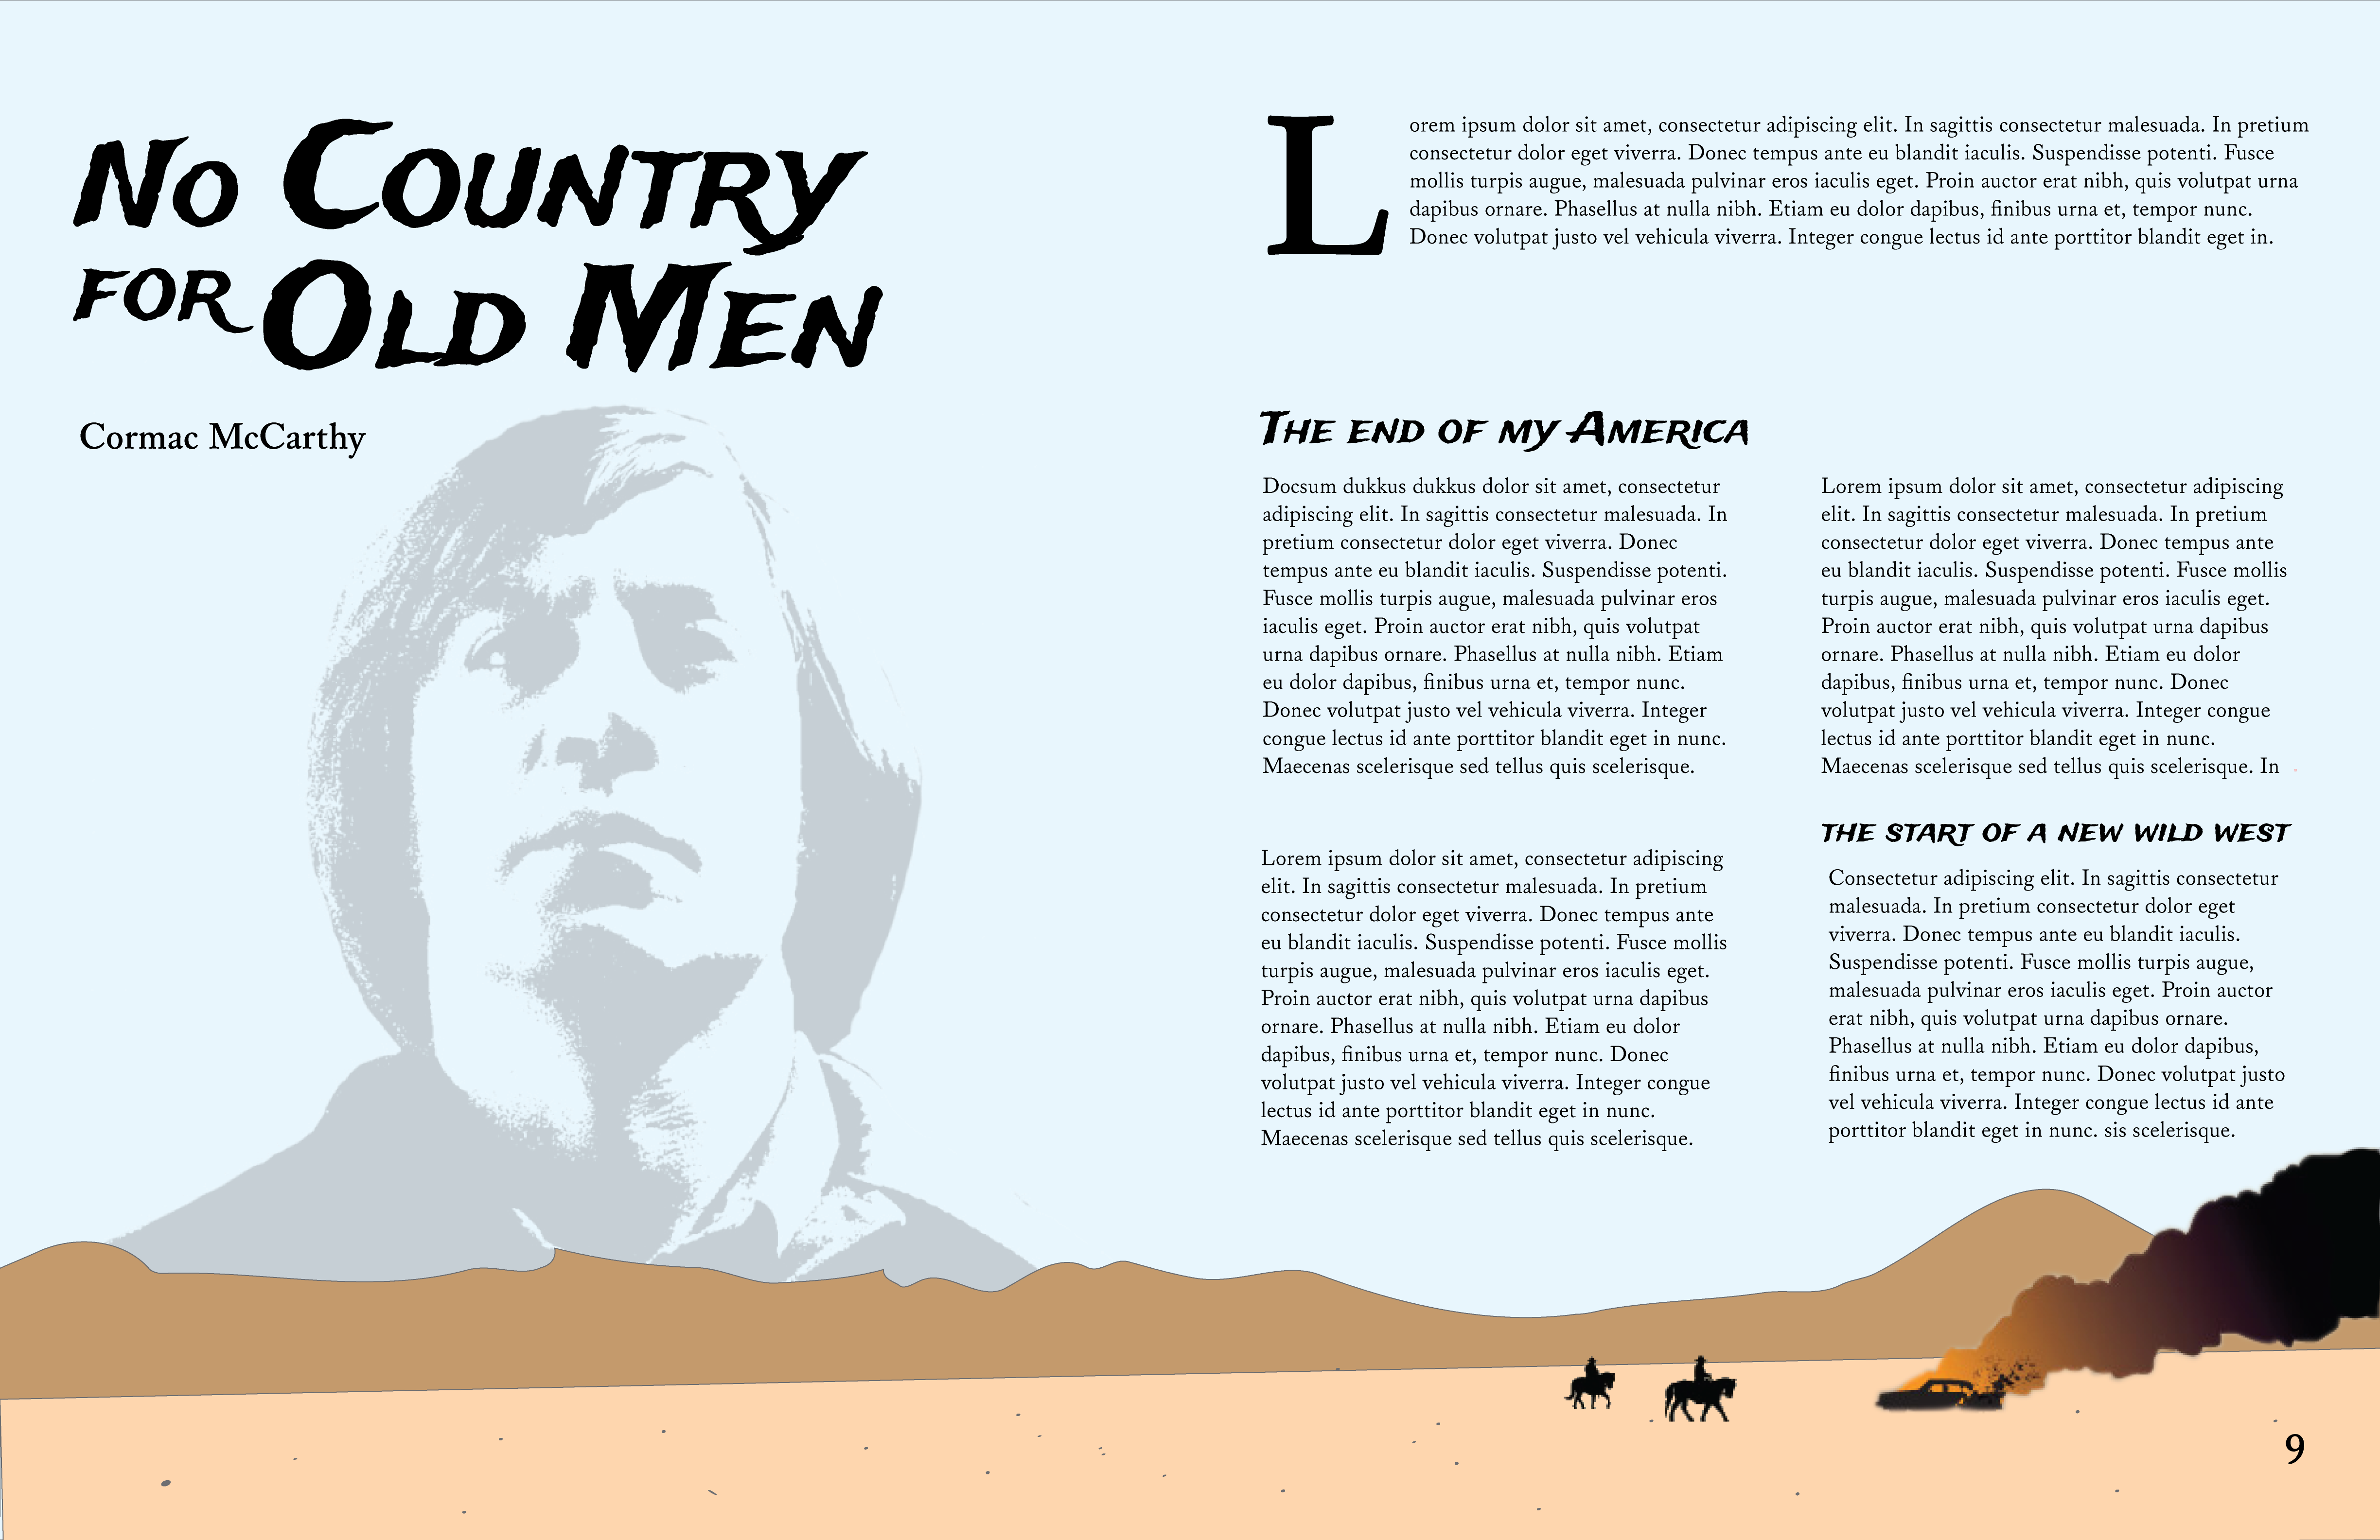 No Country
for Old Men
Cormac McCarthy
Lorem ipsum dolor sit amet, consectetur adipiscing elit. In sagittis consectetur malesuada. In pretium
consectetur dolor eget viverra. Donec tempus ante eu blandit iaculis. Suspendisse potenti. Fusce
mollis turpis augue, malesuada pulvinar eros iaculis eget. Proin auctor erat nibh, quis volutpat urna
dapibus ornare. Phasellus at nulla nibh. Etiam eu dolor dapibus, finibus urna et, tempor nunc.
Donec volutpat justo vel vehicula viverra. Integer congue lectus id ante porttitor blandit eget in.
The end of my America
Docsum dukkus dukkus dolor sit amet, consectetur
adipiscing elit. In sagittis consectetur malesuada. In
pretium consectetur dolor eget viverra. Donec
tempus ante eu blandit iaculis. Suspendisse potenti.
Fusce mollis turpis augue, malesuada pulvinar eros
iaculis eget. Proin auctor erat nibh, quis volutpat
urna dapibus ornare. Phasellus at nulla nibh. Etiam
eu dolor dapibus, finibus urna et, tempor nunc.
Donec volutpat justo vel vehicula viverra. Integer
congue lectus id ante porttitor blandit eget in nunc.
Maecenas scelerisque sed tellus quis scelerisque.
Lorem ipsum dolor sit amet, consectetur adipiscing
elit. In sagittis consectetur malesuada. In pretium
consectetur dolor eget viverra. Donec tempus ante
eu blandit iaculis. Suspendisse potenti. Fusce mollis
turpis augue, malesuada pulvinar eros iaculis eget.
Proin auctor erat nibh, quis volutpat urna dapibus
ornare. Phasellus at nulla nibh. Etiam eu dolor
dapibus, finibus urna et, tempor nunc. Donec
volutpat justo vel vehicula viverra. Integer congue
lectus id ante porttitor blandit eget in nunc.
Maecenas scelerisque sed tellus quis scelerisque.
Lorem ipsum dolor sit amet, consectetur adipiscing
elit. In sagittis consectetur malesuada. In pretium
consectetur dolor eget viverra. Donec tempus ante
eu blandit iaculis. Suspendisse potenti. Fusce mollis
turpis augue, malesuada pulvinar eros iaculis eget.
Proin auctor erat nibh, quis volutpat urna dapibus
ornare. Phasellus at nulla nibh. Etiam eu dolor
dapibus, finibus urna et, tempor nunc. Donec
volutpat justo vel vehicula viverra. Integer congue
lectus id ante porttitor blandit eget in nunc.
Maecenas scelerisque sed tellus quis scelerisque. In
the start of a new wild west
Consectetur adipiscing elit. In sagittis consectetur
malesuada. In pretium consectetur dolor eget
viverra. Donec tempus ante eu blandit iaculis.
Suspendisse potenti. Fusce mollis turpis augue,
malesuada pulvinar eros iaculis eget. Proin auctor
erat nibh, quis volutpat urna dapibus ornare.
Phasellus at nulla nibh. Etiam eu dolor dapibus,
finibus urna et, tempor nunc. Donec volutpat justo
vel vehicula viverra. Integer congue lectus id ante
porttitor blandit eget in nunc. sis scelerisque.
9